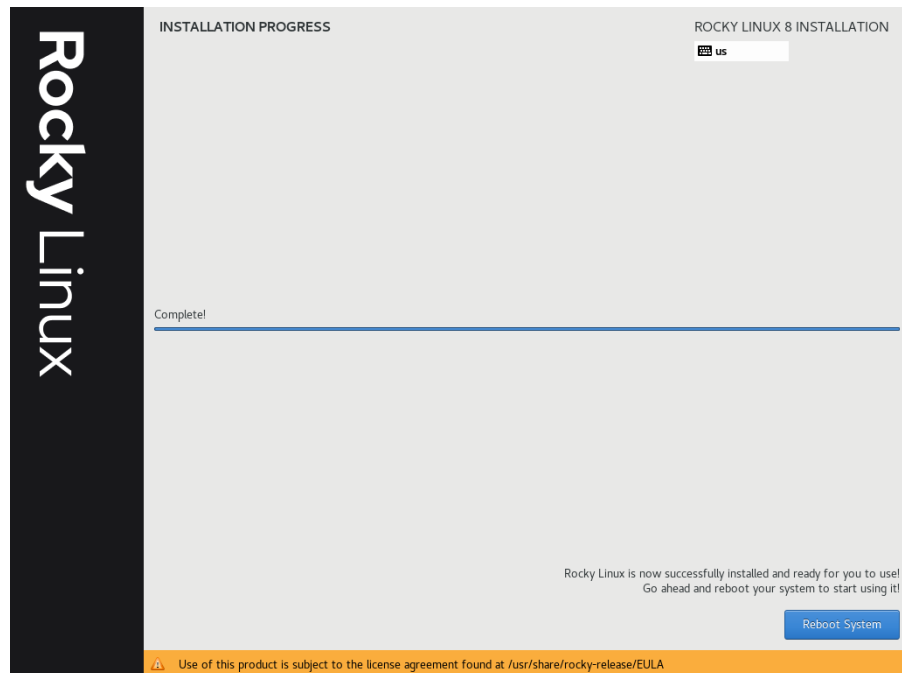 Rocky Linux
INSTALLATION PROGRESS
ROCKY LINUX 8 INSTALLATION
us
Complete!
Rocky Linux is now successfully installed and ready for you to use!
Go ahead and reboot your system to start using it!
Reboot System
Use of this product is subject to the license agreement found at /usr/share/rocky-release/EULA